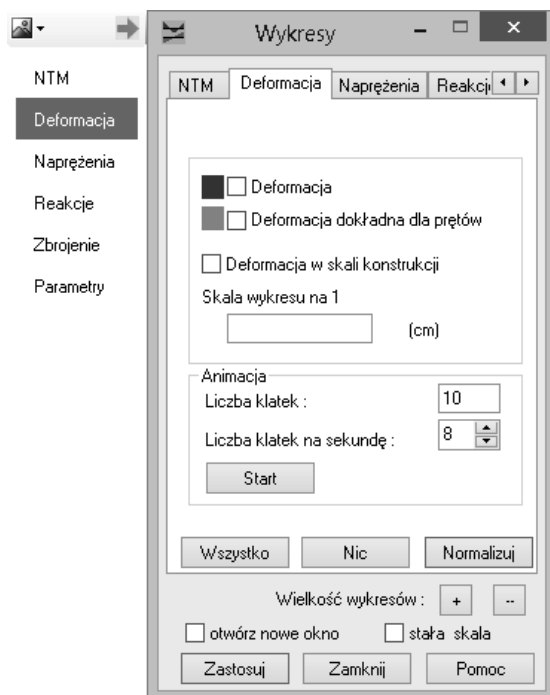 Wykresy
NTM
Deformacja
Naprężenia
Reakcje
Zbrojenie
Parametry
NTM Deformacja Naprężenia Reakcji
Deformacja
Deformacja dokładna dla prętów
Deformacja w skali konstrukcji
Skala wykresu na 1
(cm)
Animacja
Liczba klatek : 10
Liczba klatek na sekundę : 8
Start
Wszystko Nic Normalizuj
Wielkość wykresów : + --
otwórz nowe okno stała skala
Zastosuj Zamknij Pomoc